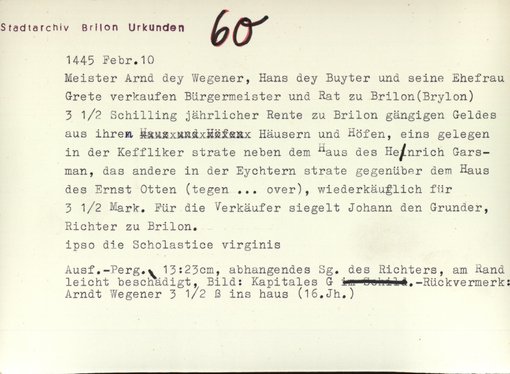 Stadtarchiv Brilon Urkunden
60
1445 Febr.10
Meister Arnd dey Wegener, Hans dey Buyter und seine Ehefrau
Grete verkaufen Bürgermeister und Rat zu Brilon(Brylon)
3 1/2 Schilling jährlicher Rente zu Brilon gängigen Geldes
aus ihren Haus und Höfen Häusern und Höfen, eins gelegen
in der Keffliker strate neben dem Haus des Heinrich Gars-
man, das andere in der Eychtern strate gegenüber dem Haus
des Ernst Otten (tegen ... over), wiederkäuflich für
3 1/2 Mark. Für die Verkäufer siegelt Johann den Grunder,
Richter zu Brilon.
ipso die Scholastice virginis
Ausf.-Perg., 13:23cm, abhangendes Sg. des Richters, am Rand
leicht beschädigt, Bild: Kapitales G im Schild.-Rückvermerk:
Arndt Wegener 3 1/2 ß ins haus (16.Jh.)